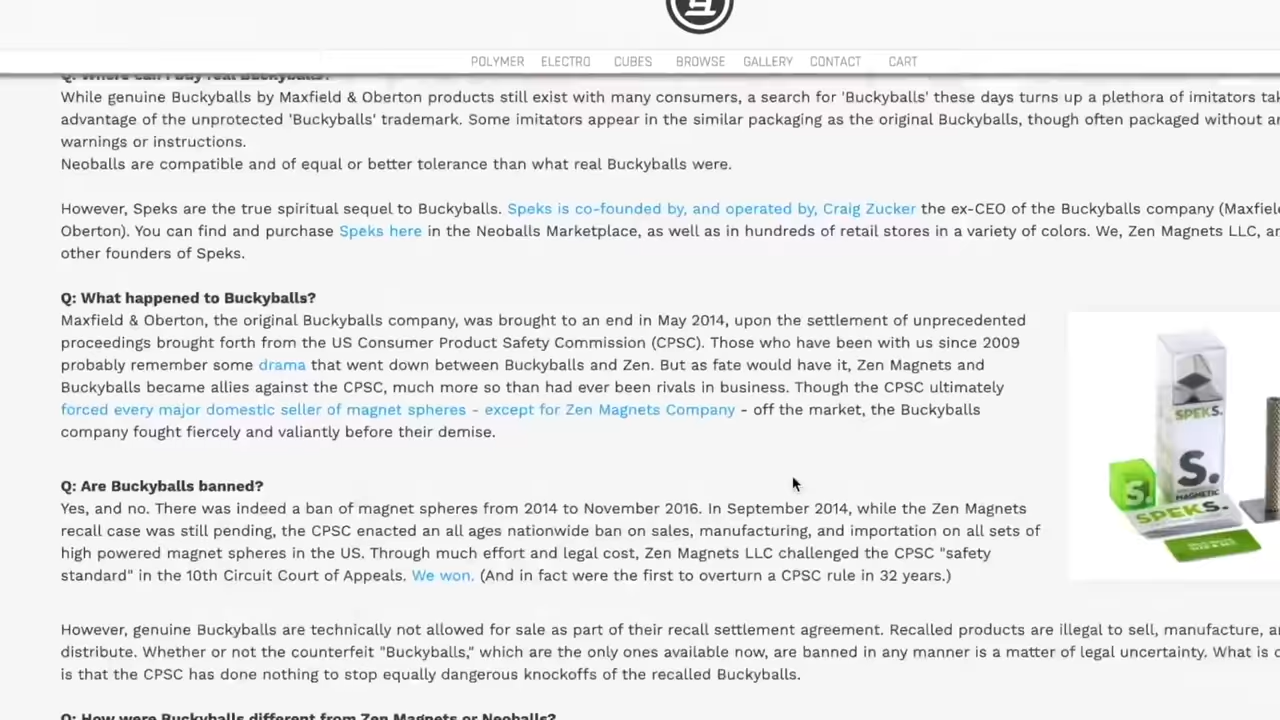 POLYMER ELECTRO CUBES BROWSE GALLERY CONTACT CART
Q: Where can I buy real Buckyballs?
While genuine Buckyballs by Maxfield & Oberton products still exist with many consumers, a search for 'Buckyballs' these days turns up a plethora of imitators
advantage of the unprotected 'Buckyballs' trademark. Some imitators appear in the similar packaging as the original Buckyballs, though often packaged without
warnings or instructions.
Neoballs are compatible and of equal or better tolerance than what real Buckyballs were.
However, Speks are the true spiritual sequel to Buckyballs. Speks is co-founded by, and operated by, Craig Zucker the ex-CEO of the Buckyballs company
Oberton). You can find and purchase Speks here in the Neoballs Marketplace, as well as in hundreds of retail stores in a variety of colors. We, Zen Magnets LLC,
other founders of Speks.
Q: What happened to Buckyballs?
Maxfield & Oberton, the original Buckyballs company, was brought to an end in May 2014, upon the settlement of unprecedented
proceedings brought forth from the US Consumer Product Safety Commission (CPSC). Those who have been with us since 2009
probably remember some drama that went down between Buckyballs and Zen. But as fate would have it, Zen Magnets and
Buckyballs became allies against the CPSC, much more so than had ever been rivals in business. Though the CPSC ultimately
forced every major domestic seller of magnet spheres - except for Zen Magnets Company - off the market, the Buckyballs
company fought fiercely and valiantly before their demise.
SPEKS.
S.
MAGNETIC
S.
SPEKS.
Q: Are Buckyballs banned?
Yes, and no. There was indeed a ban of magnet spheres from 2014 to November 2016. In September 2014, while the Zen Magnets
recall case was still pending, the CPSC enacted an all ages nationwide ban on sales, manufacturing, and importation on all sets of
high powered magnet spheres in the US. Through much effort and legal cost, Zen Magnets LLC challenged the CPSC "safety
standard" in the 10th Circuit Court of Appeals. We won. (And in fact were the first to overturn a CPSC rule in 32 years.)
However, genuine Buckyballs are technically not allowed for sale as part of their recall settlement agreement. Recalled products are illegal to sell, manufacture,
distribute. Whether or not the counterfeit "Buckyballs," which are the only ones available now, are banned in any manner is a matter of legal uncertainty. What is
is that the CPSC has done nothing to stop equally dangerous knockoffs of the recalled Buckyballs.
Q: How were Buckyballs different from Zen Magnets or Neoballs?